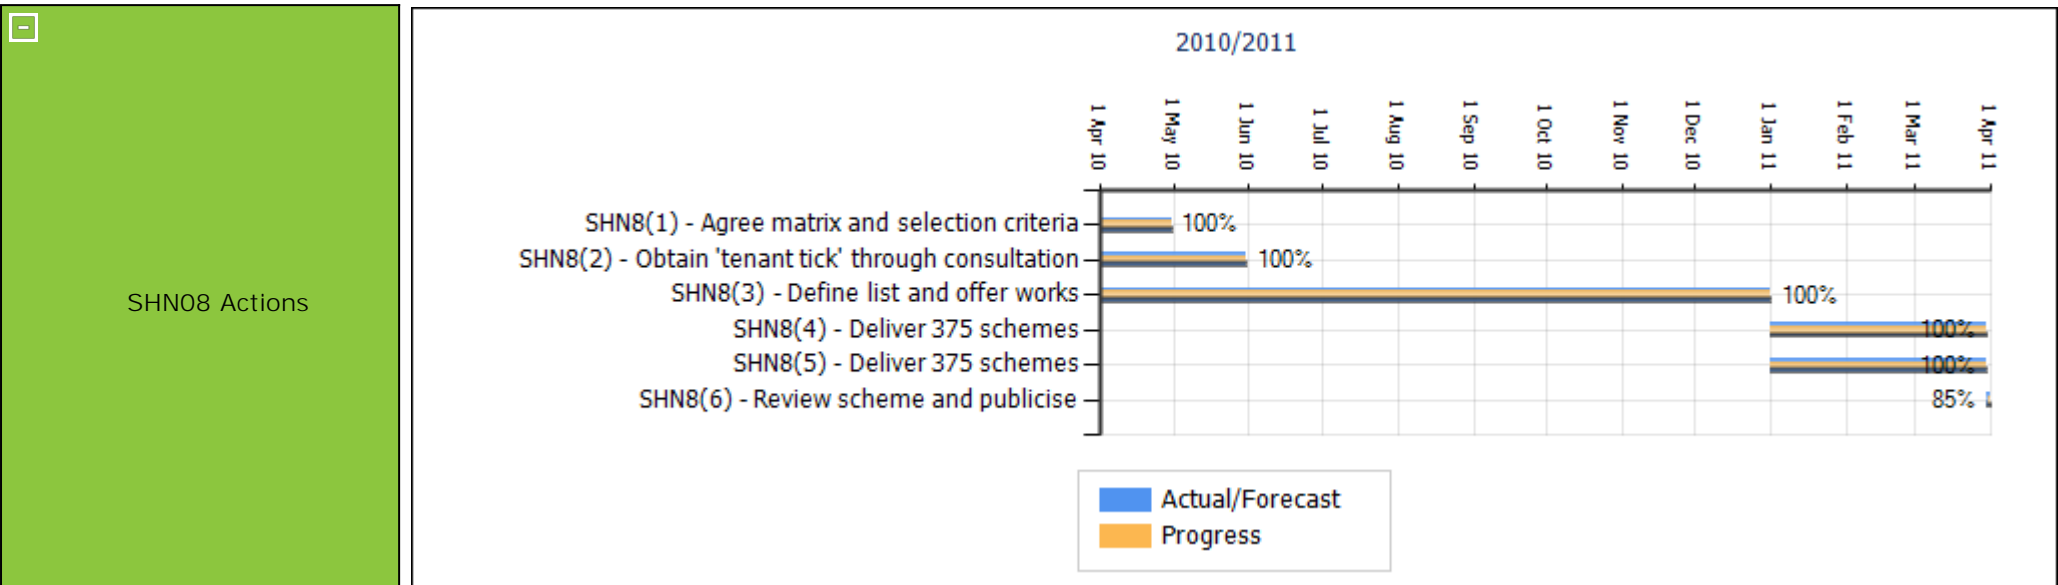 -
SHN08 Actions
2010/2011
1 Apr 10
1 May 10
1 Jun 10
1 Jul 10
1 Aug 10
1 Sep 10
1 Oct 10
1 Nov 10
1 Dec 10
1 Jan 11
1 Feb 11
1 Mar 11
1 Apr 11
SHN8(1) - Agree matrix and selection criteria 100%
SHN8(2) - Obtain 'tenant tick' through consultation 100%
SHN8(3) - Define list and offer works 100%
SHN8(4) - Deliver 375 schemes 100%
SHN8(5) - Deliver 375 schemes 100%
SHN8(6) - Review scheme and publicise 85%
Actual/Forecast
Progress